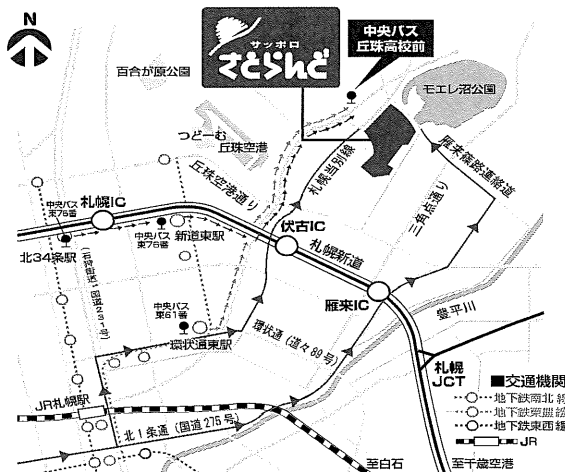 N
サッポロ
さとらんど
中央バス
丘珠高校前
百合が原公園
モエレ沼公園
つどーむ
丘珠空港
丘珠空港通り
札幌当別線
雁来篠路連絡道
三角点通り
中央バス
東76番
札幌IC
中央バス
東76番
新道東駅
北34条駅
伏古IC
札幌新道
雁来IC
豊平川
中央バス
東61番
環状通東駅
環状通(道々89号)
札幌
JCT
JR札幌駅
北1条通(国道275号)
■交通機関
地下鉄南北線
地下鉄東豊線
地下鉄東西線
JR
至白石
至千歳空港